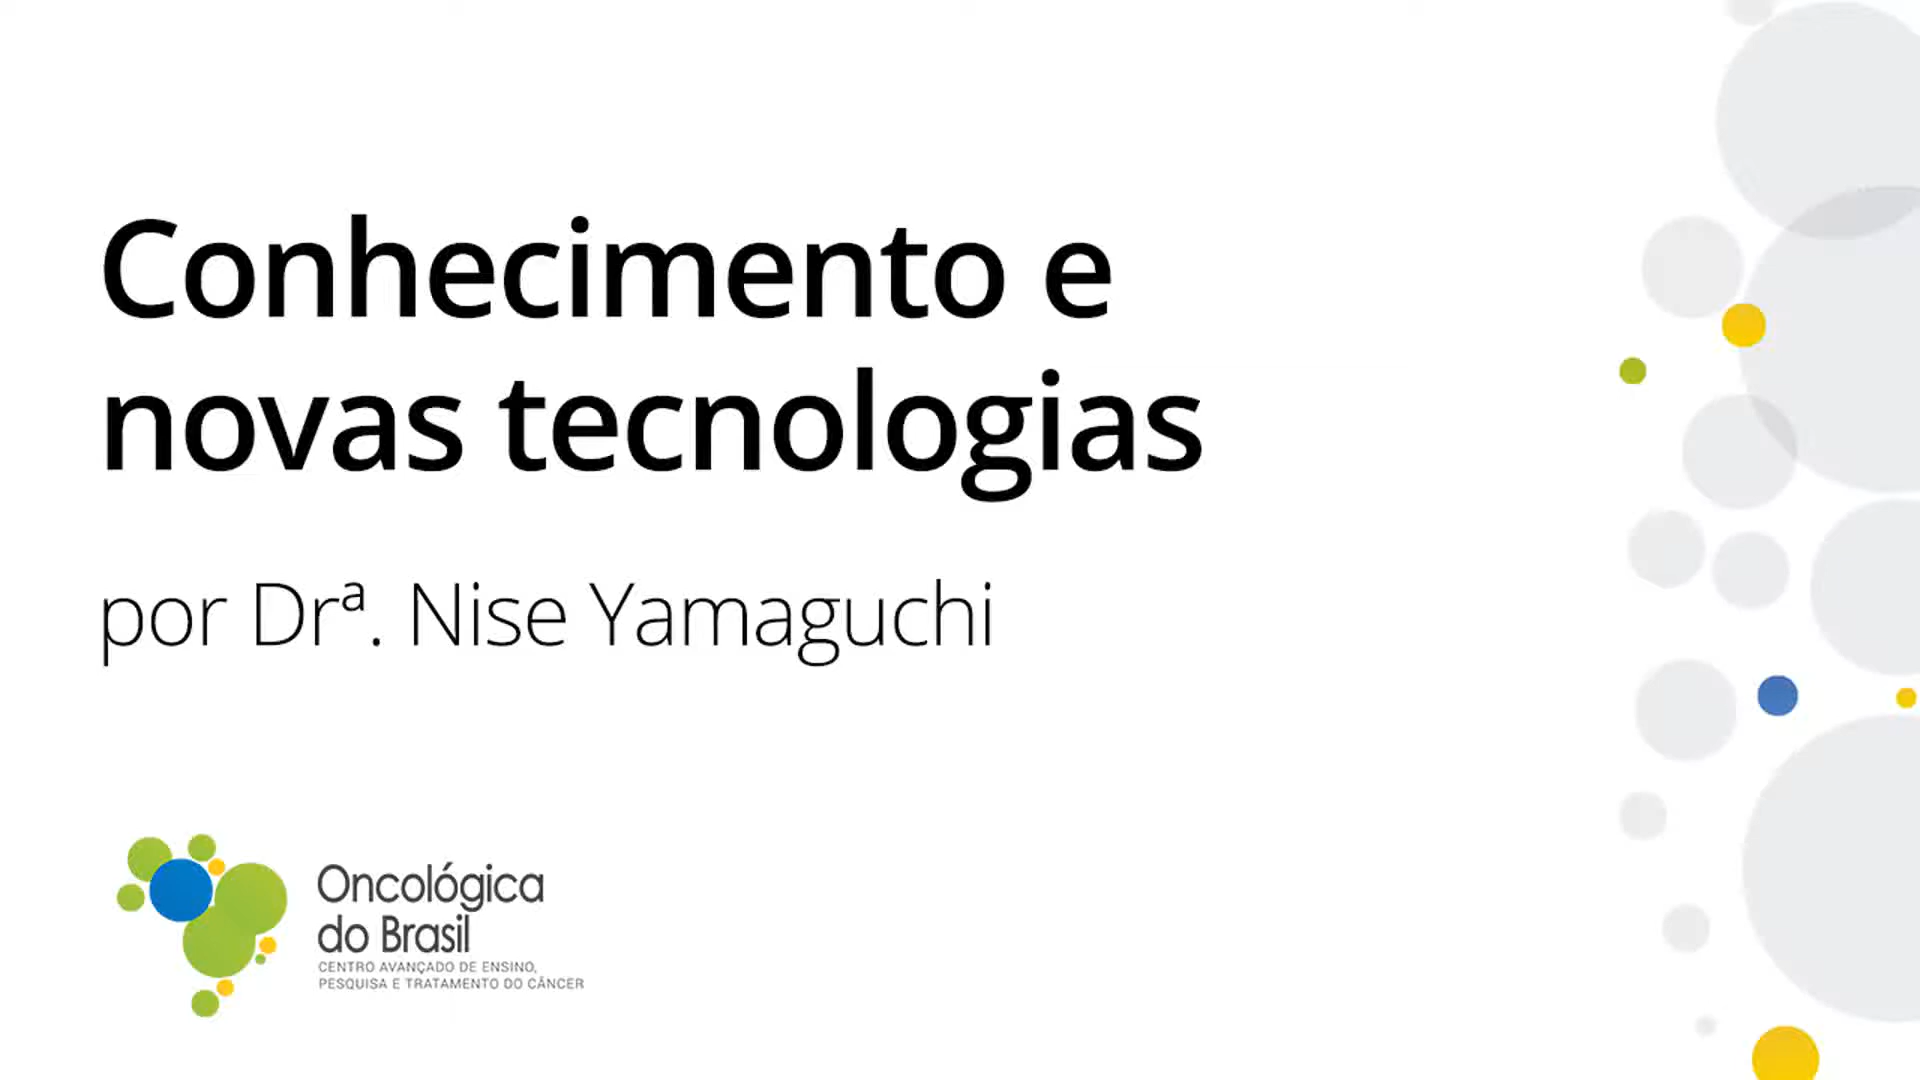 Conhecimento e
novas tecnologias
por Drª. Nise Yamaguchi
Oncológica
do Brasil
CENTRO AVANÇADO DE ENSINO,
PESQUISA E TRATAMENTO DO CÂNCER